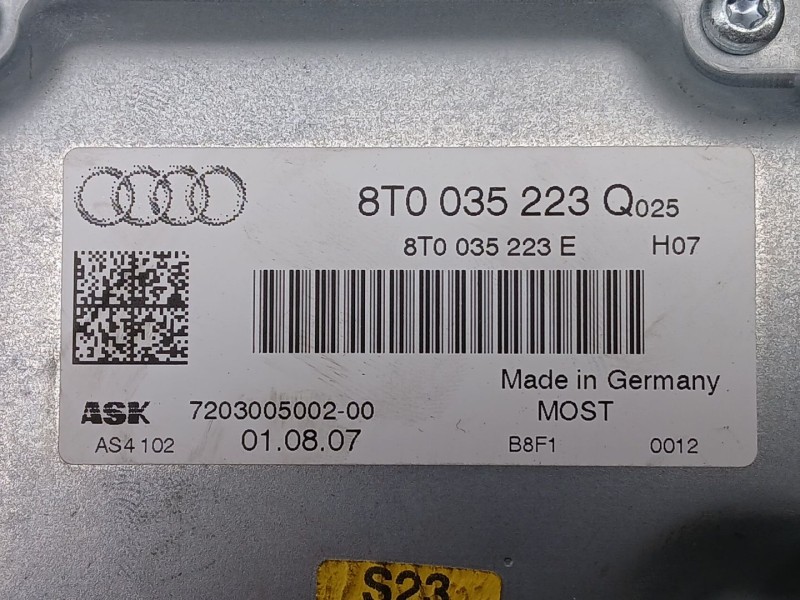 8T0 035 223 Q025
8T0 035 223 E H07
Made in Germany
ASK 7203005002-00 MOST
AS4 102 01.08.07 B8F1 0012
S23